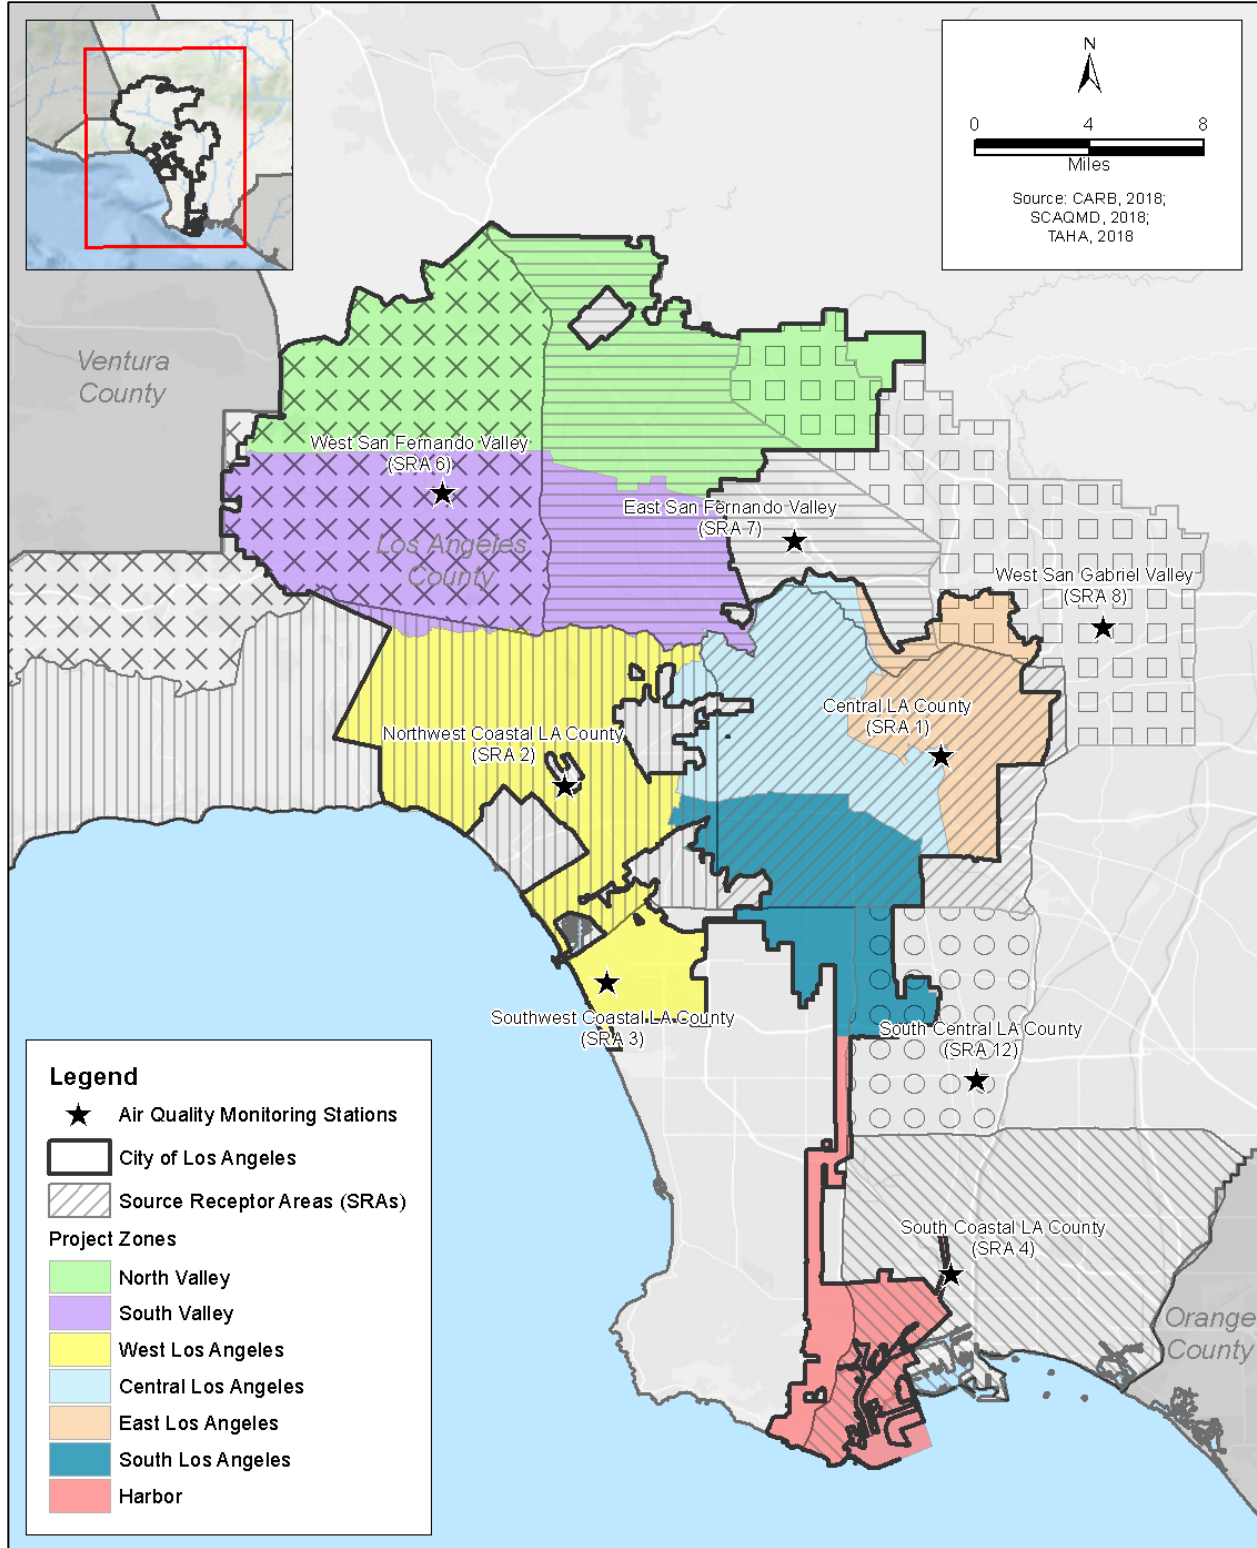 N
0 4 8
Miles
Source: CARB, 2018;
SCAQMD, 2018;
TAHA, 2018
Ventura
County
West San Fernando Valley
(SRA 6)
East San Fernando Valley
(SRA 7)
Los Angeles
County
West San Gabriel Valley
(SRA 8)
Central LA County
(SRA 1)
Northwest Coastal LA County
(SRA 2)
Southwest Coastal LA County
(SRA 3)
South Central LA County
(SRA 12)
South Coastal LA County
(SRA 4)
Orange
County
Legend
Air Quality Monitoring Stations
City of Los Angeles
Source Receptor Areas (SRAs)
Project Zones
North Valley
South Valley
West Los Angeles
Central Los Angeles
East Los Angeles
South Los Angeles
Harbor